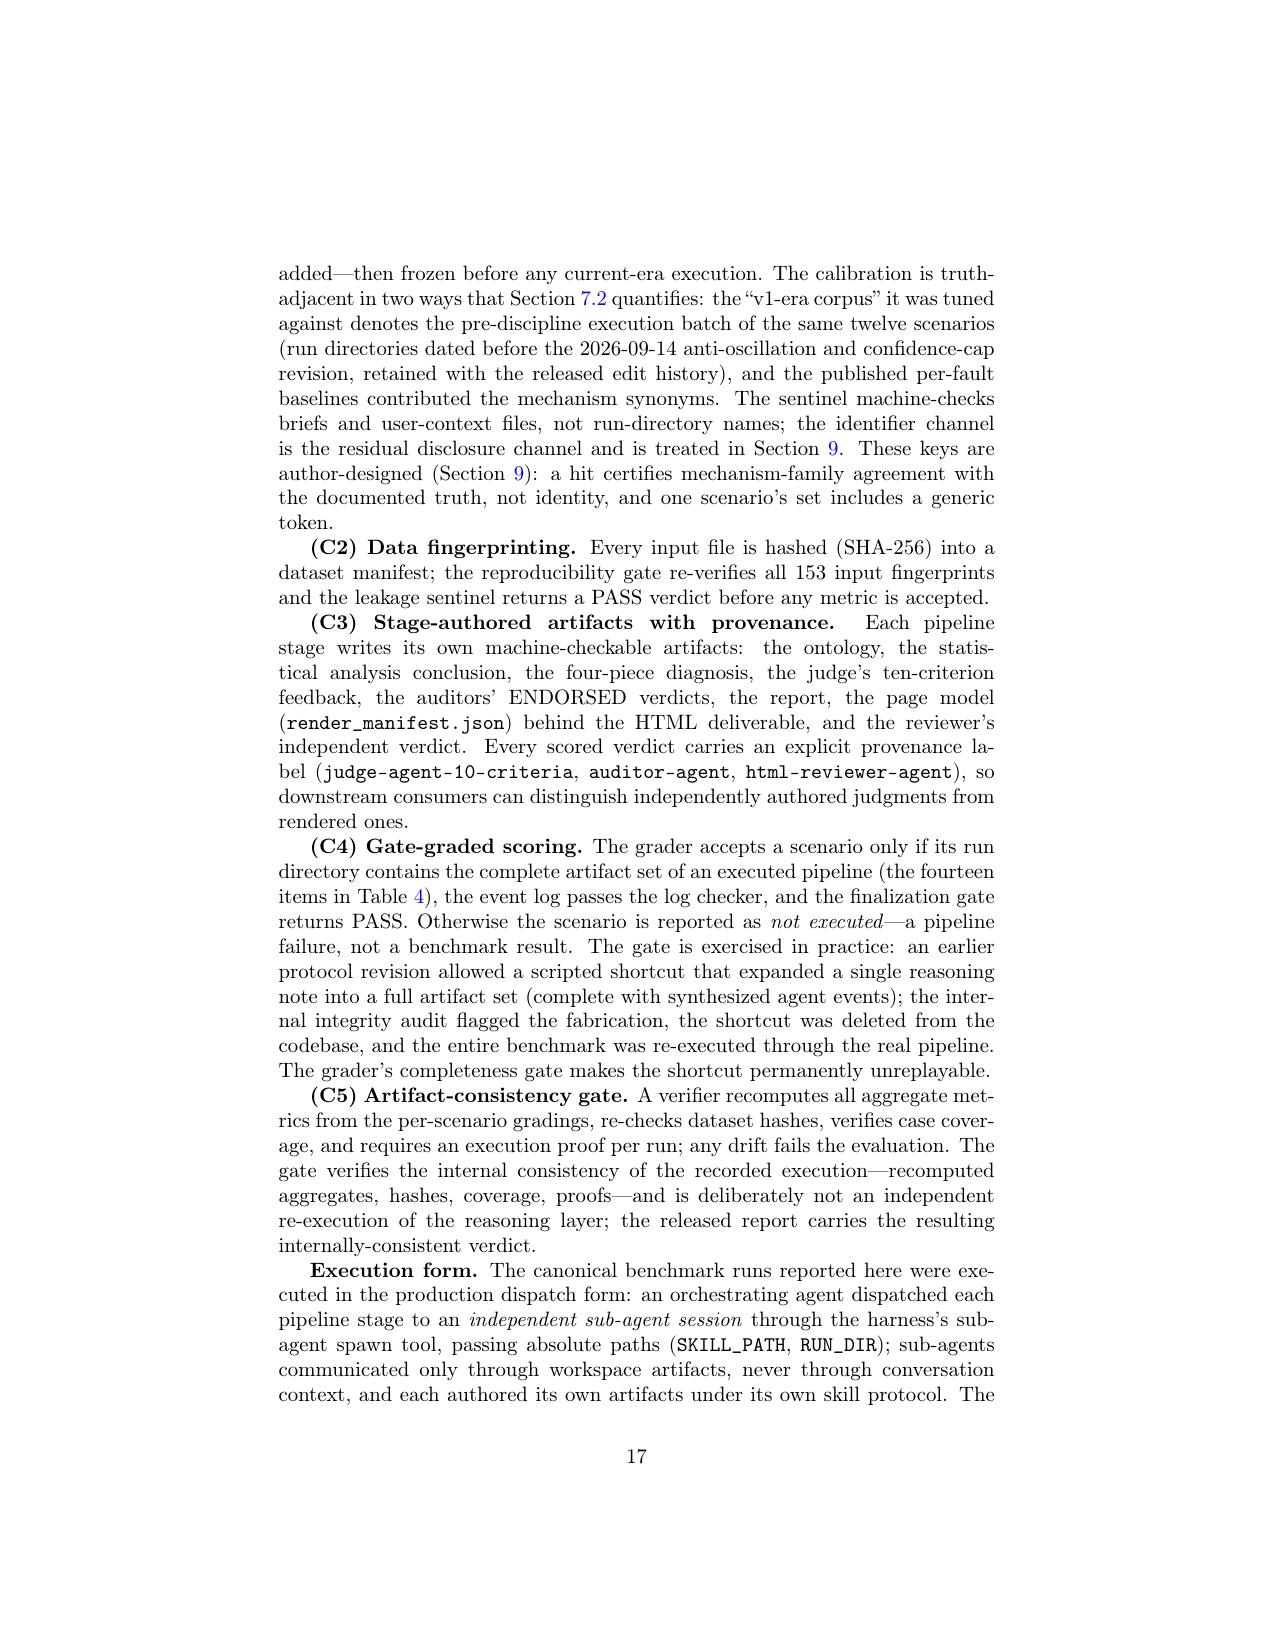 added—then frozen before any current-era execution. The calibration is truth-
adjacent in two ways that Section 7.2 quantifies: the “v1-era corpus” it was tuned
against denotes the pre-discipline execution batch of the same twelve scenarios
(run directories dated before the 2026-09-14 anti-oscillation and confidence-cap
revision, retained with the released edit history), and the published per-fault
baselines contributed the mechanism synonyms. The sentinel machine-checks
briefs and user-context files, not run-directory names; the identifier channel
is the residual disclosure channel and is treated in Section 9. These keys are
author-designed (Section 9): a hit certifies mechanism-family agreement with
the documented truth, not identity, and one scenario’s set includes a generic
token.
(C2) Data fingerprinting. Every input file is hashed (SHA-256) into a
dataset manifest; the reproducibility gate re-verifies all 153 input fingerprints
and the leakage sentinel returns a PASS verdict before any metric is accepted.
(C3) Stage-authored artifacts with provenance. Each pipeline
stage writes its own machine-checkable artifacts: the ontology, the statis-
tical analysis conclusion, the four-piece diagnosis, the judge’s ten-criterion
feedback, the auditors’ ENDORSED verdicts, the report, the page model
(render_manifest.json) behind the HTML deliverable, and the reviewer’s
independent verdict. Every scored verdict carries an explicit provenance la-
bel (judge-agent-10-criteria, auditor-agent, html-reviewer-agent), so
downstream consumers can distinguish independently authored judgments from
rendered ones.
(C4) Gate-graded scoring. The grader accepts a scenario only if its run
directory contains the complete artifact set of an executed pipeline (the fourteen
items in Table 4), the event log passes the log checker, and the finalization gate
returns PASS. Otherwise the scenario is reported as not executed—a pipeline
failure, not a benchmark result. The gate is exercised in practice: an earlier
protocol revision allowed a scripted shortcut that expanded a single reasoning
note into a full artifact set (complete with synthesized agent events); the inter-
nal integrity audit flagged the fabrication, the shortcut was deleted from the
codebase, and the entire benchmark was re-executed through the real pipeline.
The grader’s completeness gate makes the shortcut permanently unreplayable.
(C5) Artifact-consistency gate. A verifier recomputes all aggregate met-
rics from the per-scenario gradings, re-checks dataset hashes, verifies case cover-
age, and requires an execution proof per run; any drift fails the evaluation. The
gate verifies the internal consistency of the recorded execution—recomputed
aggregates, hashes, coverage, proofs—and is deliberately not an independent
re-execution of the reasoning layer; the released report carries the resulting
internally-consistent verdict.
Execution form. The canonical benchmark runs reported here were exe-
cuted in the production dispatch form: an orchestrating agent dispatched each
pipeline stage to an independent sub-agent session through the harness’s sub-
agent spawn tool, passing absolute paths (SKILL_PATH, RUN_DIR); sub-agents
communicated only through workspace artifacts, never through conversation
context, and each authored its own artifacts under its own skill protocol. The
17